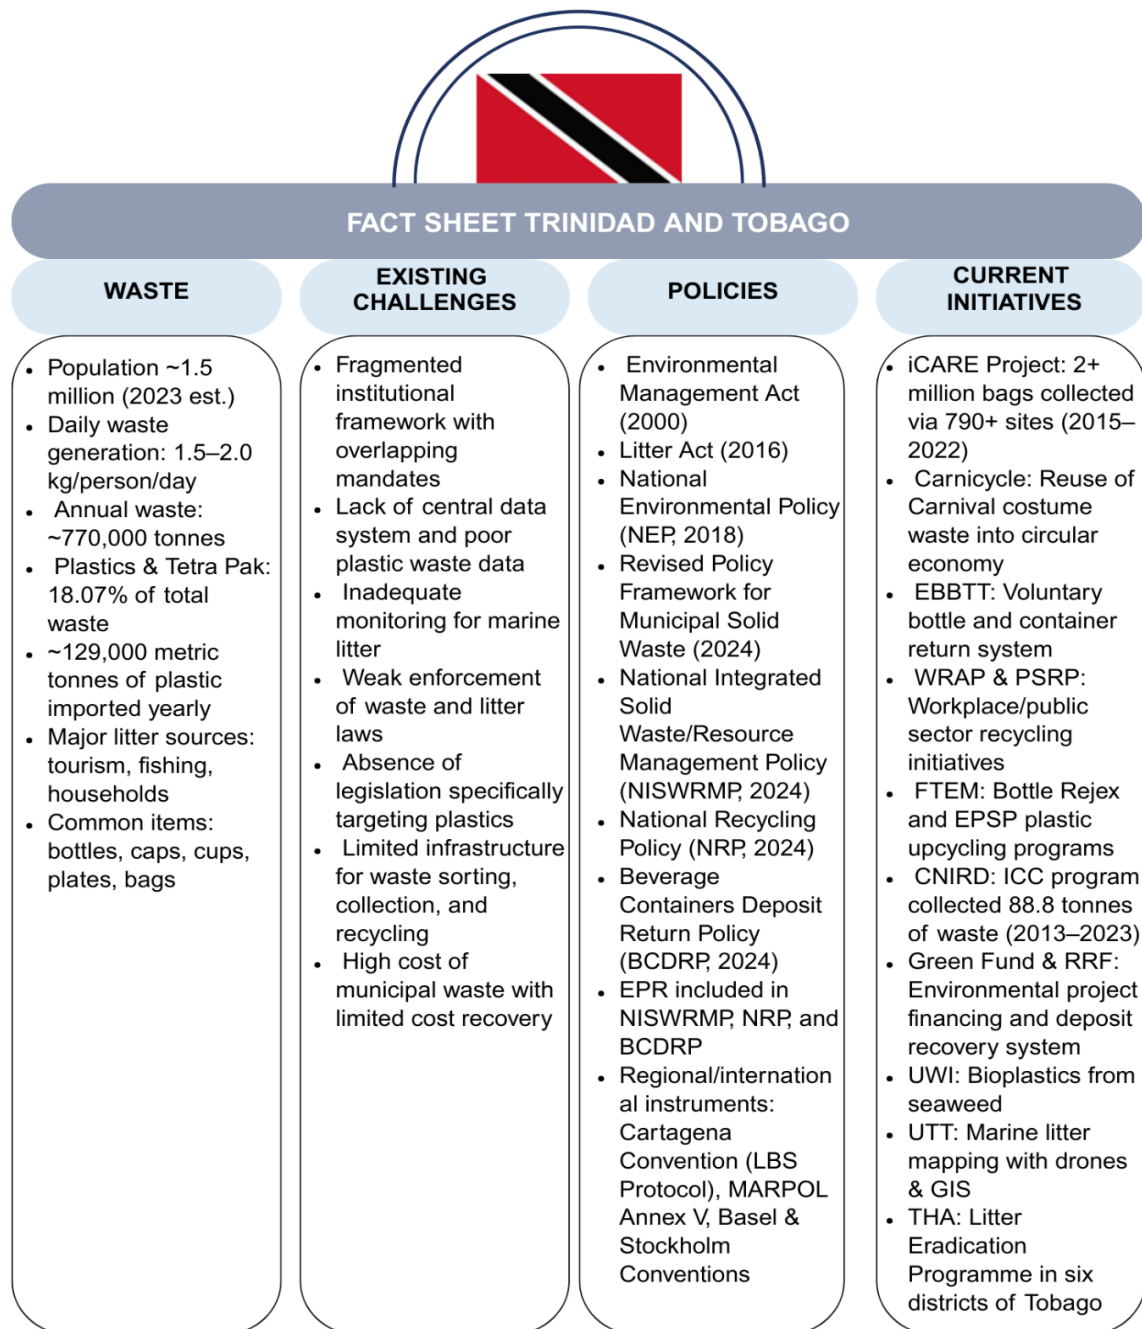 FACT SHEET TRINIDAD AND TOBAGO
WASTE
Population ~1.5
million (2023 est.)
Daily waste
generation: 1.5–2.0
kg/person/day
Annual waste:
~770,000 tonnes
Plastics & Tetra Pak:
18.07% of total
waste
~129,000 metric
tonnes of plastic
imported yearly
Major litter sources:
tourism, fishing,
households
Common items:
bottles, caps, cups,
plates, bags
EXISTING
CHALLENGES
Fragmented
institutional
framework with
overlapping
mandates
Lack of central data
system and poor
plastic waste data
Inadequate
monitoring for marine
litter
Weak enforcement
of waste and litter
laws
Absence of
legislation specifically
targeting plastics
Limited infrastructure
for waste sorting,
collection, and
recycling
High cost of
municipal waste with
limited cost recovery
POLICIES
Environmental
Management Act
(2000)
Litter Act (2016)
National
Environmental Policy
(NEP, 2018)
Revised Policy
Framework for
Municipal Solid
Waste (2024)
National Integrated
Solid
Waste/Resource
Management Policy
(NISWRMP, 2024)
National Recycling
Policy (NRP, 2024)
Beverage
Containers Deposit
Return Policy
(BCDRP, 2024)
EPR included in
NISWRMP, NRP, and
BCDRP
Regional/internation
al instruments:
Cartagena
Convention (LBS
Protocol), MARPOL
Annex V, Basel &
Stockholm
Conventions
CURRENT
INITIATIVES
iCARE Project: 2+
million bags collected
via 790+ sites (2015–
2022)
Carnicycle: Reuse of
Carnival costume
waste into circular
economy
EBBTT: Voluntary
bottle and container
return system
WRAP & PSRP:
Workplace/public
sector recycling
initiatives
FTEM: Bottle Rejex
and EPSP plastic
upcycling programs
CNIRD: ICC program
collected 88.8 tonnes
of waste (2013–2023)
Green Fund & RRF:
Environmental project
financing and deposit
recovery system
UWI: Bioplastics from
seaweed
UTT: Marine litter
mapping with drones
& GIS
THA: Litter
Eradication
Programme in six
districts of Tobago